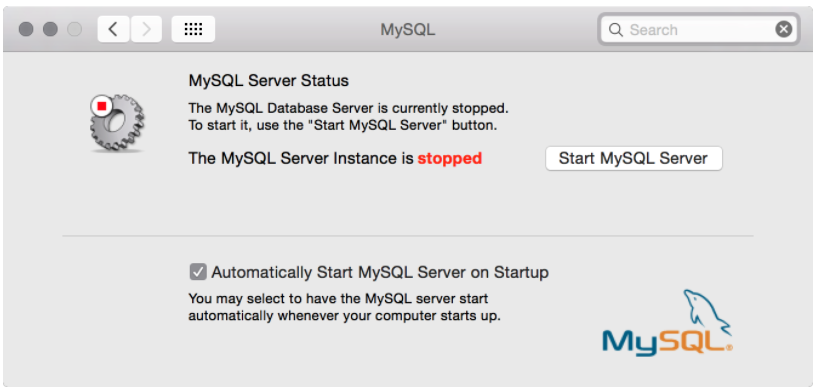 MySQL
Search
MySQL Server Status
The MySQL Database Server is currently stopped.
To start it, use the "Start MySQL Server" button.
The MySQL Server Instance is stopped
Start MySQL Server
Automatically Start MySQL Server on Startup
You may select to have the MySQL server start
automatically whenever your computer starts up.
MySQL®